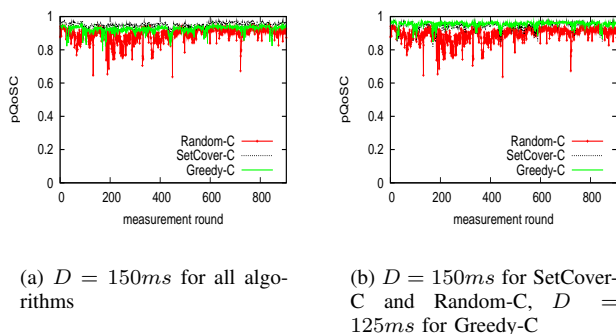 1
0.8
0.6
0.4
0.2
0
pQoSC
Random-C
SetCover-C
Greedy-C
0 200 400 600 800
measurement round
1
0.8
0.6
0.4
0.2
0
pQoSC
Random-C
SetCover-C
Greedy-C
0 200 400 600 800
measurement round
(a) D = 150ms for all algo-
rithms
(b) D = 150ms for SetCover-
C and Random-C, D =
125ms for Greedy-C